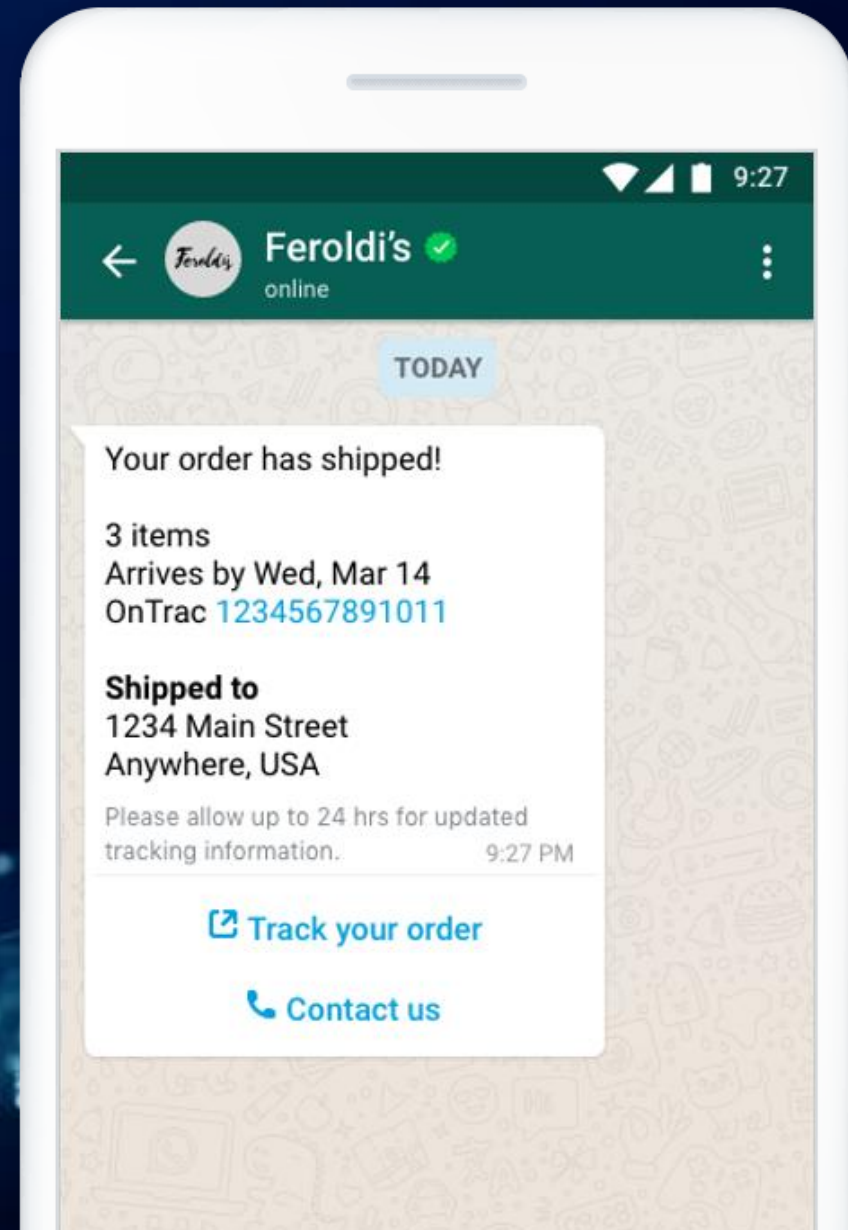 9:27
Feroldi's
Feroldi's
online
TODAY
Your order has shipped!
3 items
Arrives by Wed, Mar 14
OnTrac 1234567891011
Shipped to
1234 Main Street
Anywhere, USA
Please allow up to 24 hrs for updated
tracking information. 9:27 PM
Track your order
Contact us